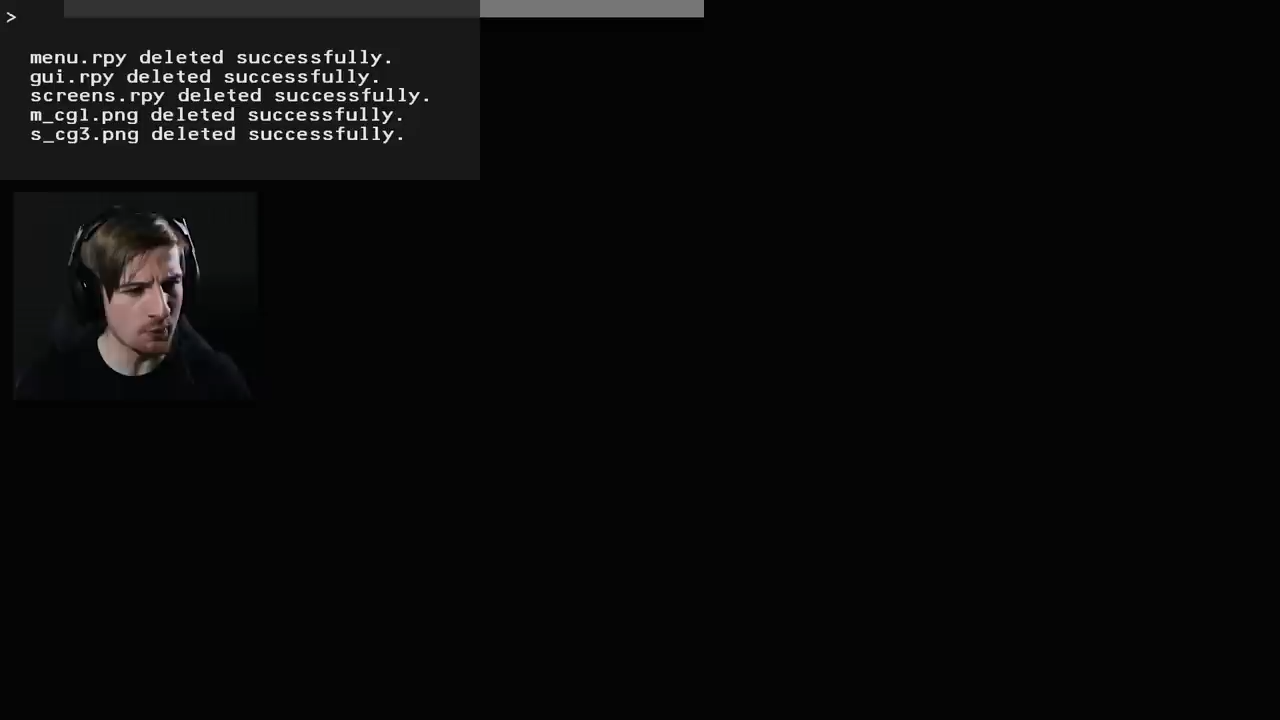 >
menu.rpy deleted successfully.
gui.rpy deleted successfully.
screens.rpy deleted successfully.
m_cg1.png deleted successfully.
s_cg3.png deleted successfully.